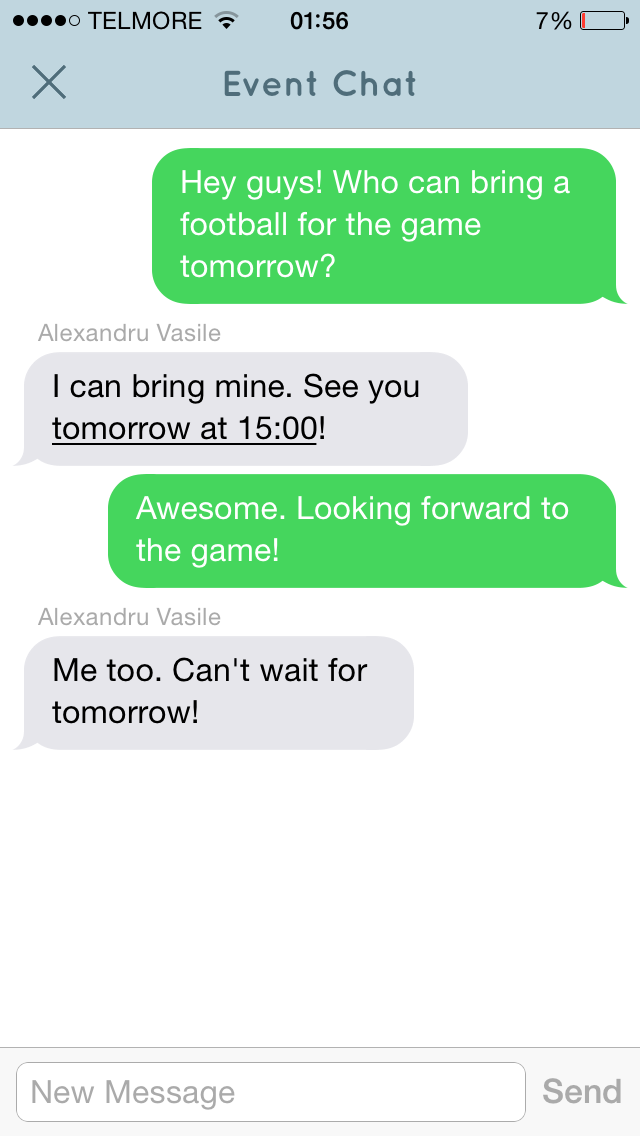 TELMORE 01:56 7%
Event Chat
Hey guys! Who can bring a
football for the game
tomorrow?
Alexandru Vasile
I can bring mine. See you
tomorrow at 15:00!
Awesome. Looking forward to
the game!
Alexandru Vasile
Me too. Can't wait for
tomorrow!
New Message Send